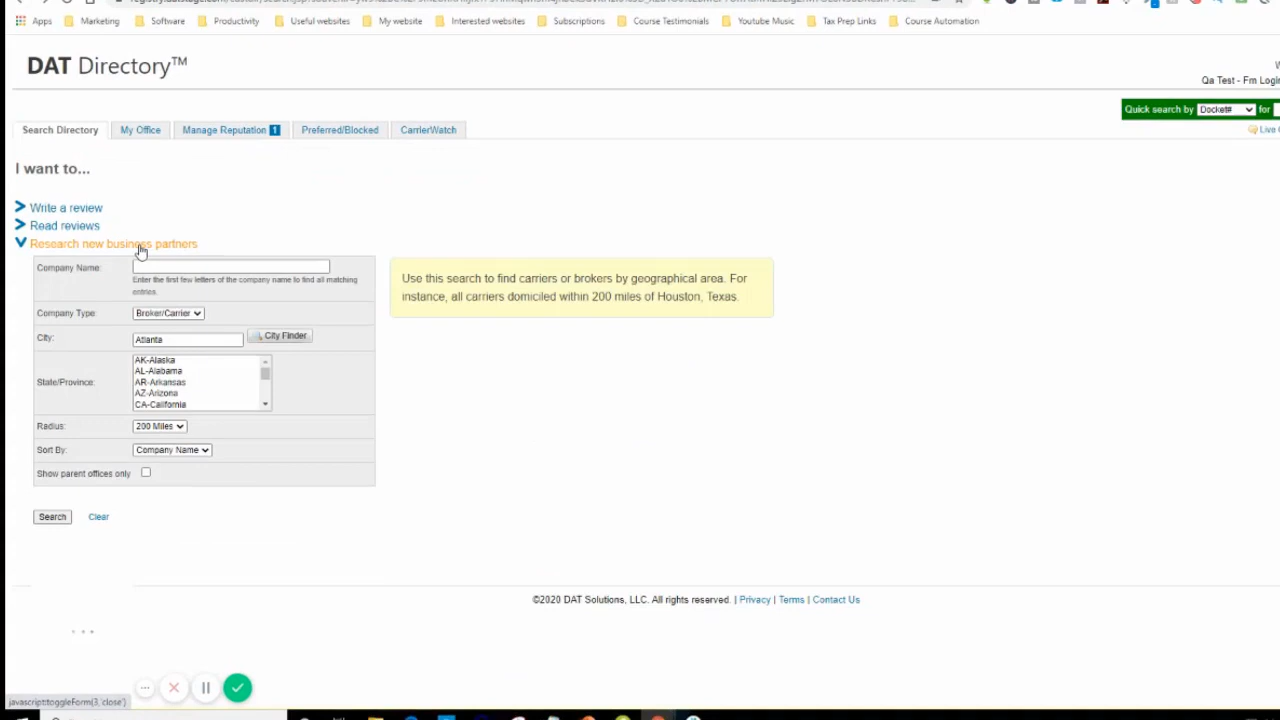 Apps Marketing Software Productivity Useful websites My website Interested websites Subscriptions Course Testimonials Youtube Music Tax Prep Links Course Automation
DAT Directory™
Qa Test - Fm Login
Quick search by Docket# for
Search Directory My Office Manage Reputation 1 Preferred/Blocked CarrierWatch
Live
I want to...
Write a review
Read reviews
Research new business partners
Company Name:
Enter the first few letters of the company name to find all matching
entries.
Use this search to find carriers or brokers by geographical area. For
instance, all carriers domiciled within 200 miles of Houston, Texas.
Company Type: Broker/Carrier
City: Atlanta City Finder
State/Province:
AK-Alaska
AL-Alabama
AR-Arkansas
AZ-Arizona
CA-California
Radius: 200 Miles
Sort By: Company Name
Show parent offices only
Search Clear
©2020 DAT Solutions, LLC. All rights reserved. | Privacy | Terms | Contact Us
javascript:toggleForm(3,'close')